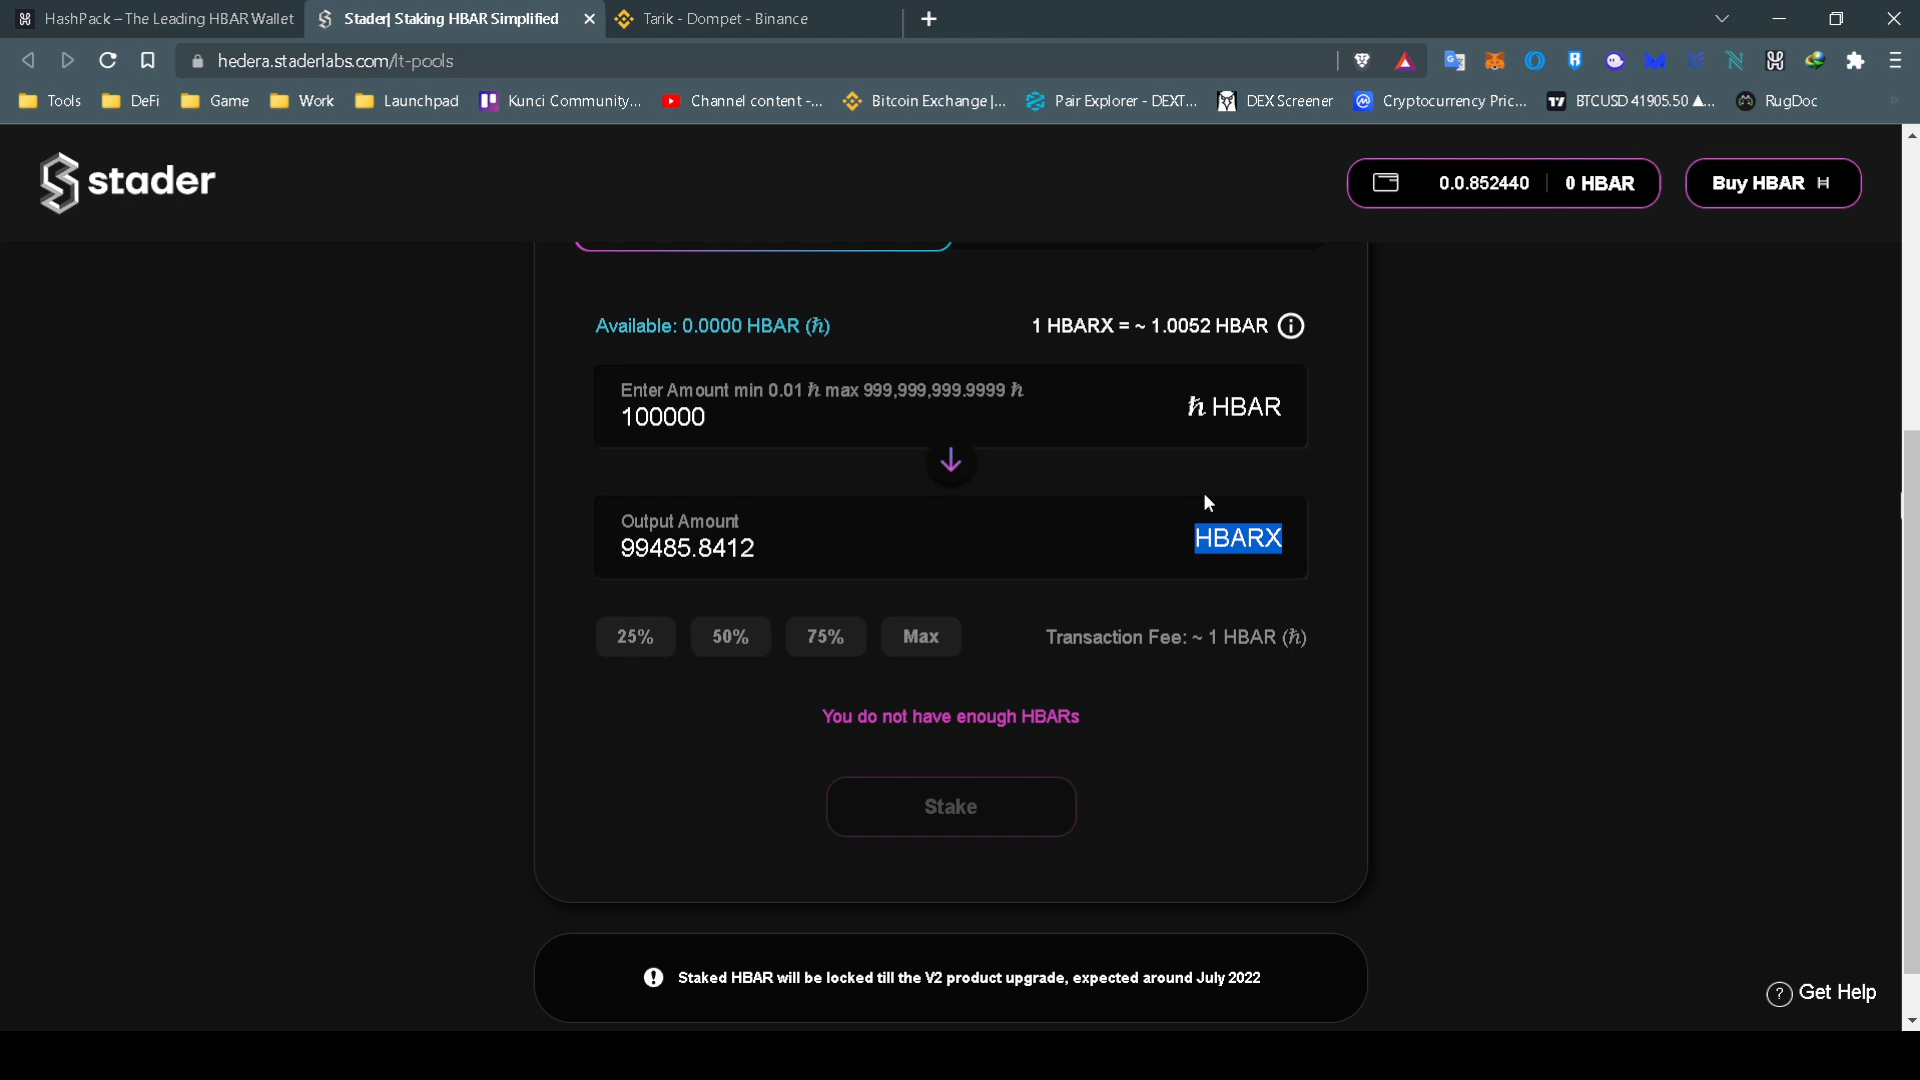 HashPack – The Leading HBAR Wallet
Stader| Staking HBAR Simplified
Tarik - Dompet - Binance
hedera.staderlabs.com/lt-pools
Tools
DeFi
Game
Work
Launchpad
Kunci Community...
Channel content -...
Bitcoin Exchange |...
Pair Explorer - DEXT...
DEX Screener
Cryptocurrency Pric...
BTCUSD 41905.50 ▲...
RugDoc
stader
0.0.852440
0 HBAR
Buy HBAR
Available: 0.0000 HBAR (ℏ)
1 HBARX = ~ 1.0052 HBAR
Enter Amount min 0.01 ℏ max 999,999,999.9999 ℏ
100000
ℏ HBAR
Output Amount
99485.8412
HBARX
25%
50%
75%
Max
Transaction Fee: ~ 1 HBAR (ℏ)
You do not have enough HBARs
Stake
Staked HBAR will be locked till the V2 product upgrade, expected around July 2022
Get Help